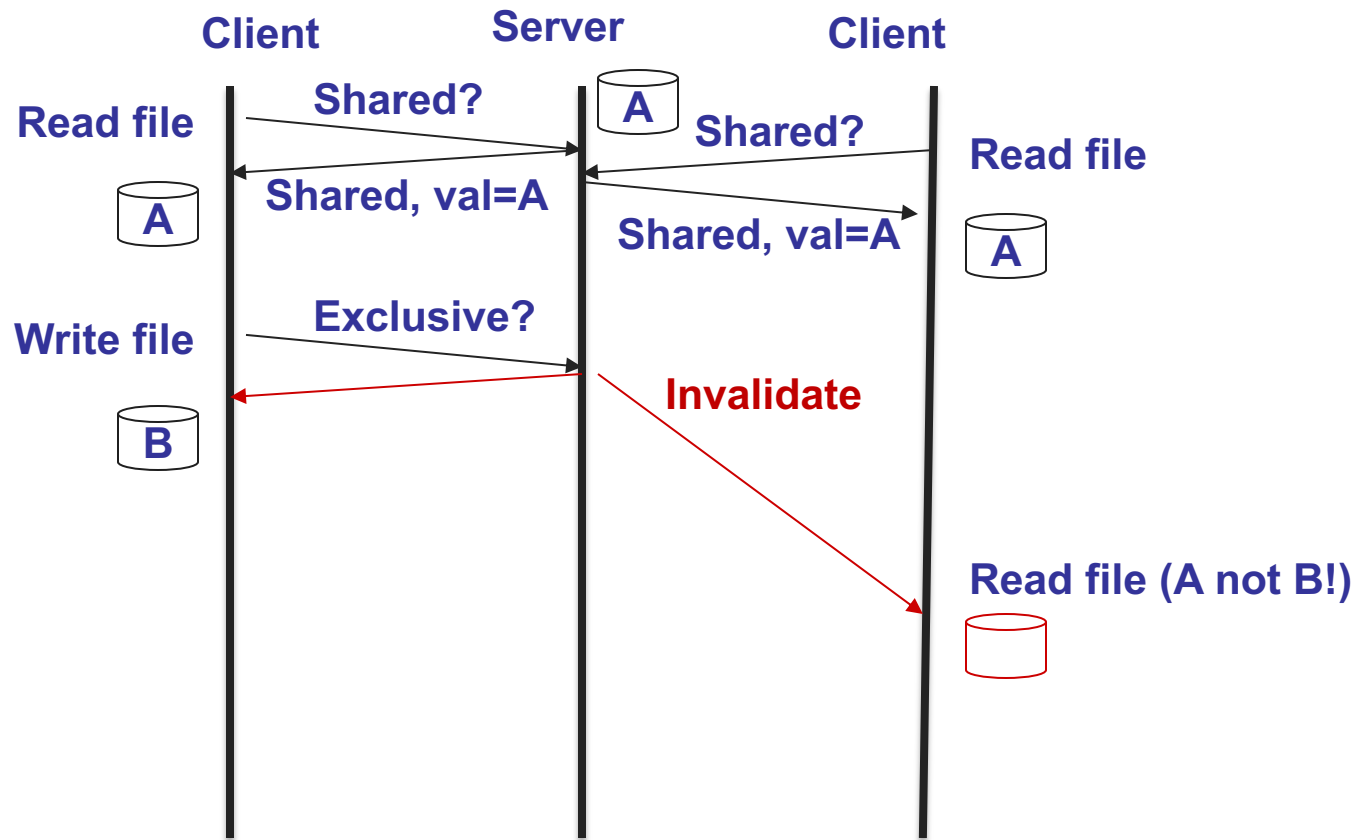 Client
Server
Client
Shared?
A
Read file
Shared?
Read file
Shared, val=A
A
Shared, val=A
A
Exclusive?
Write file
Invalidate
B
Read file (A not B!)